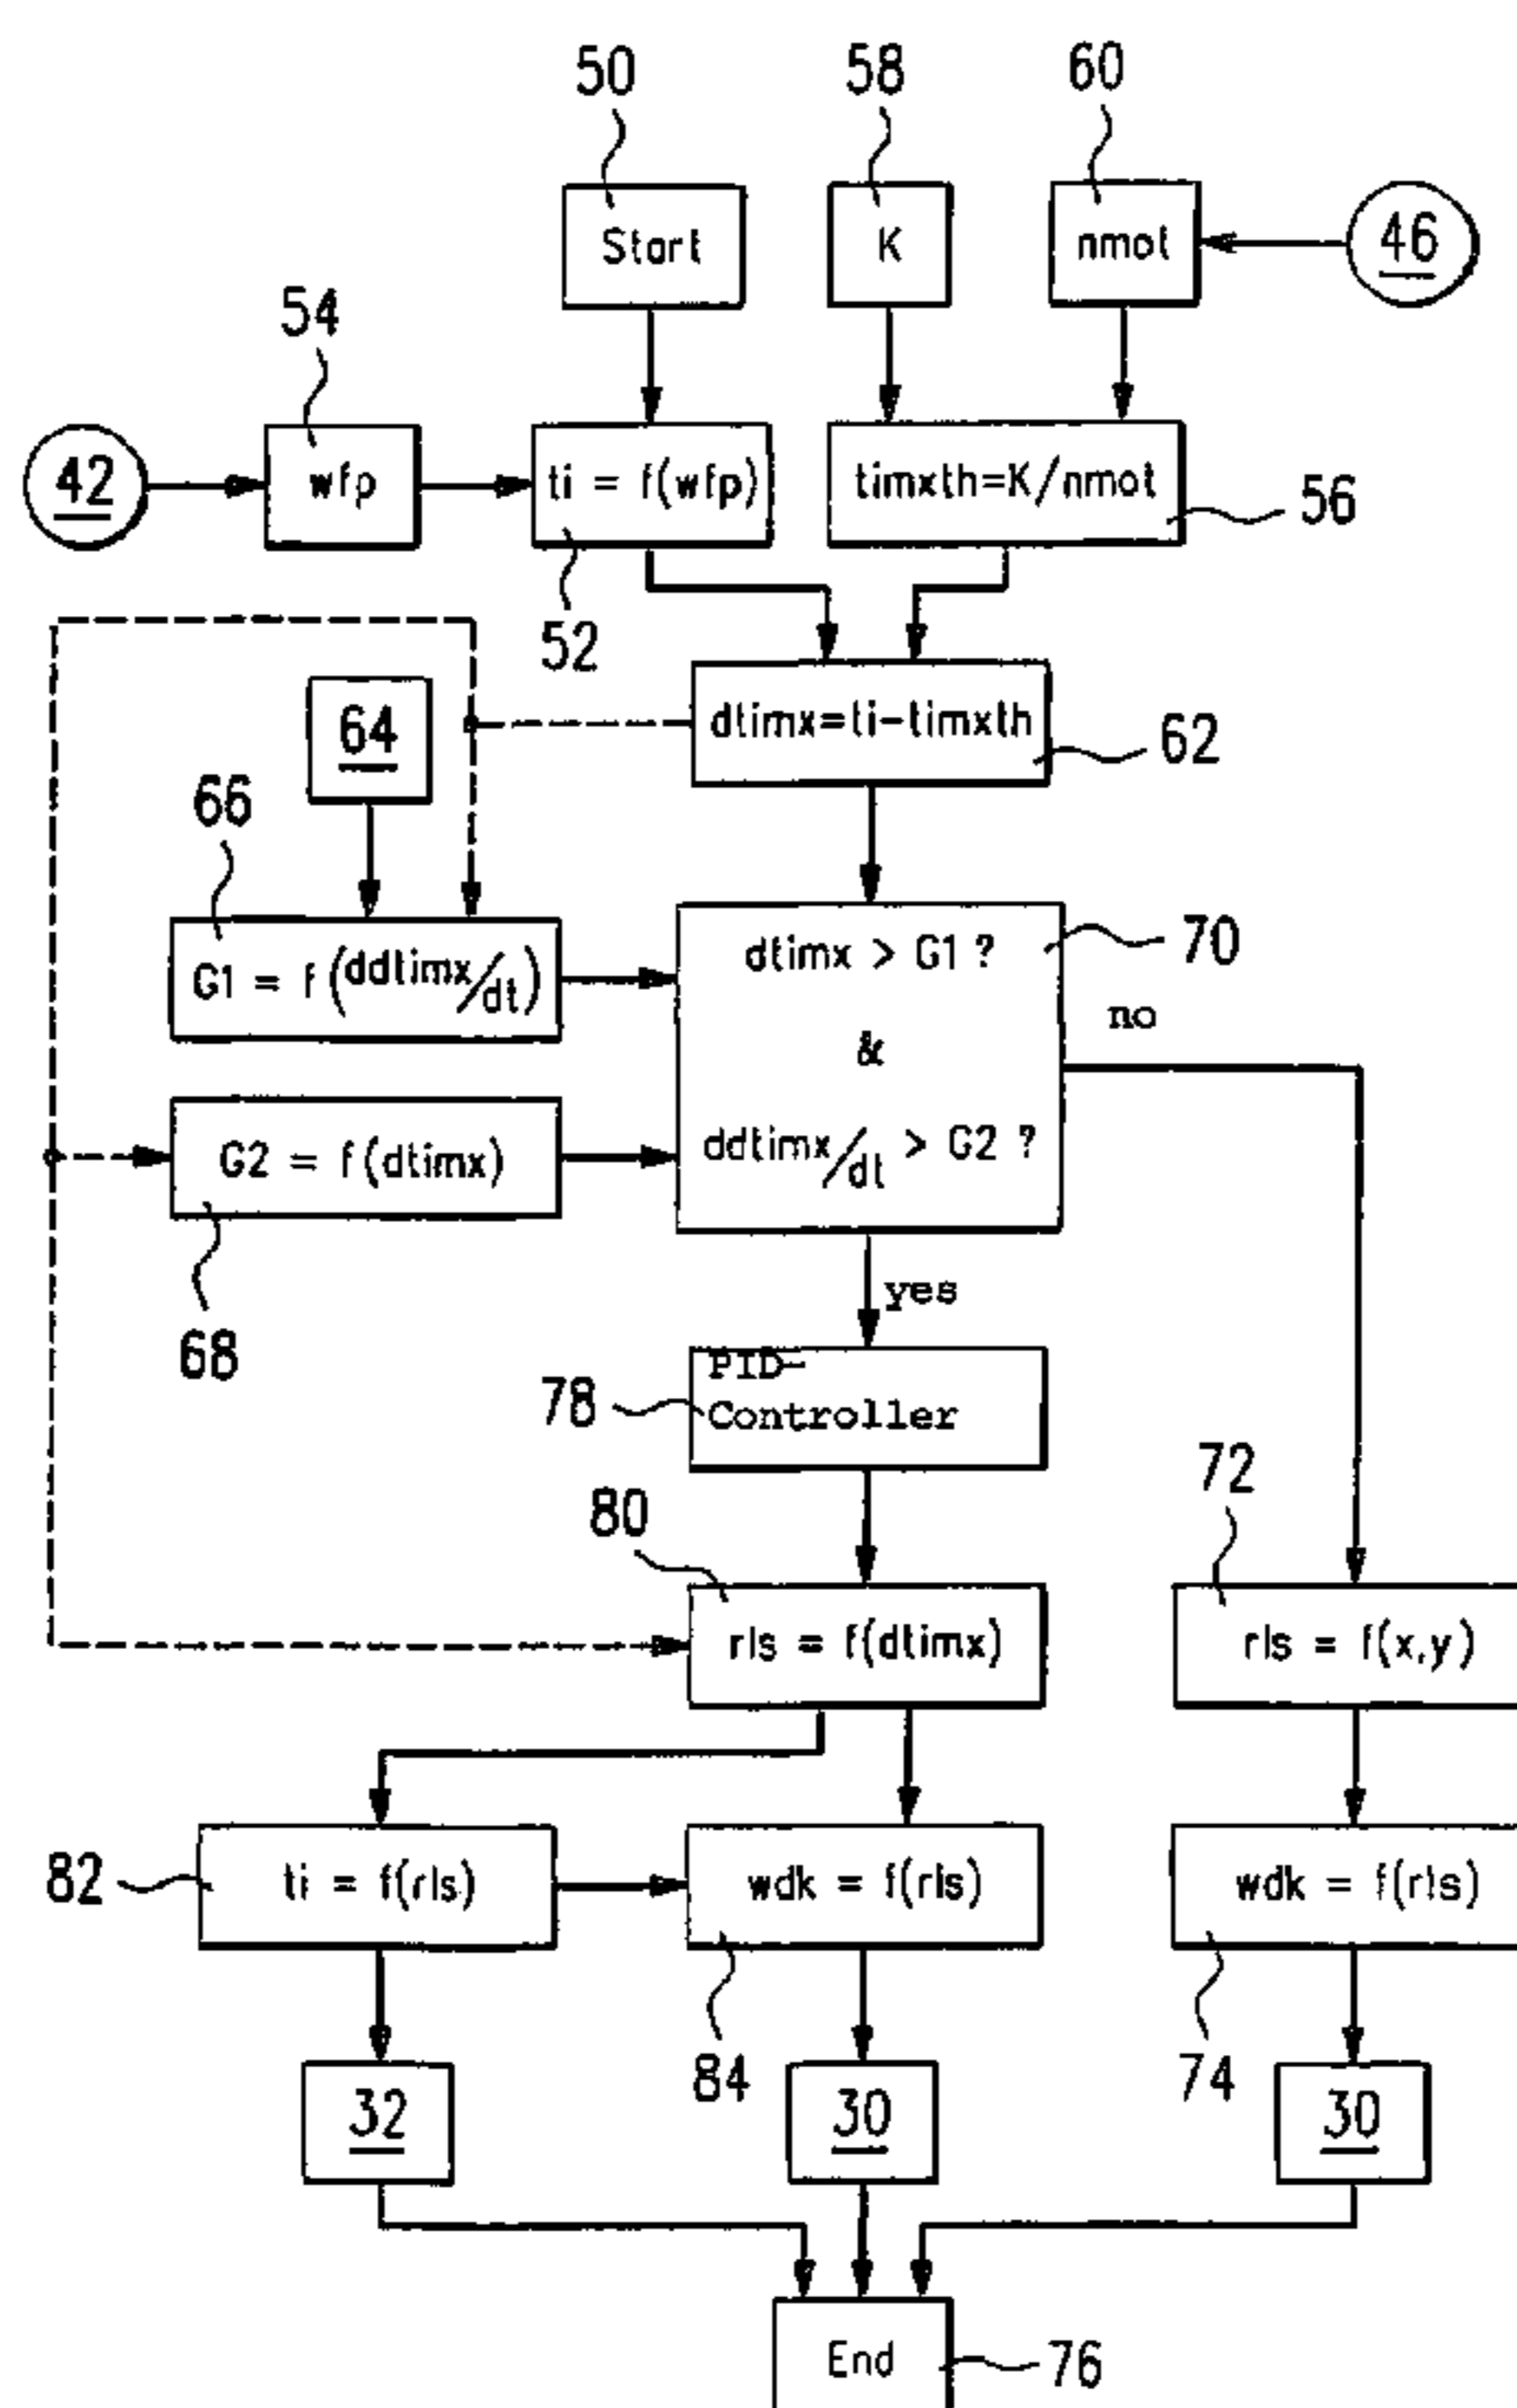 50
58
60
Start
K
nmot
46
54
42
wfp
ti = f(wfp)
timxth=K/nmot
56
52
64
dtimx=ti-timxth
62
66
G1 = f(ddtimx/dt)
dtimx > G1 ?
70
no
&
G2 = f(dtimx)
ddtimx/dt > G2 ?
68
yes
PID-
Controller
78
72
80
rls = f(dtimx)
rls = f(x,y)
82
ti = f(rls)
wdk = f(rls)
wdk = f(rls)
84
74
32
30
30
End
76